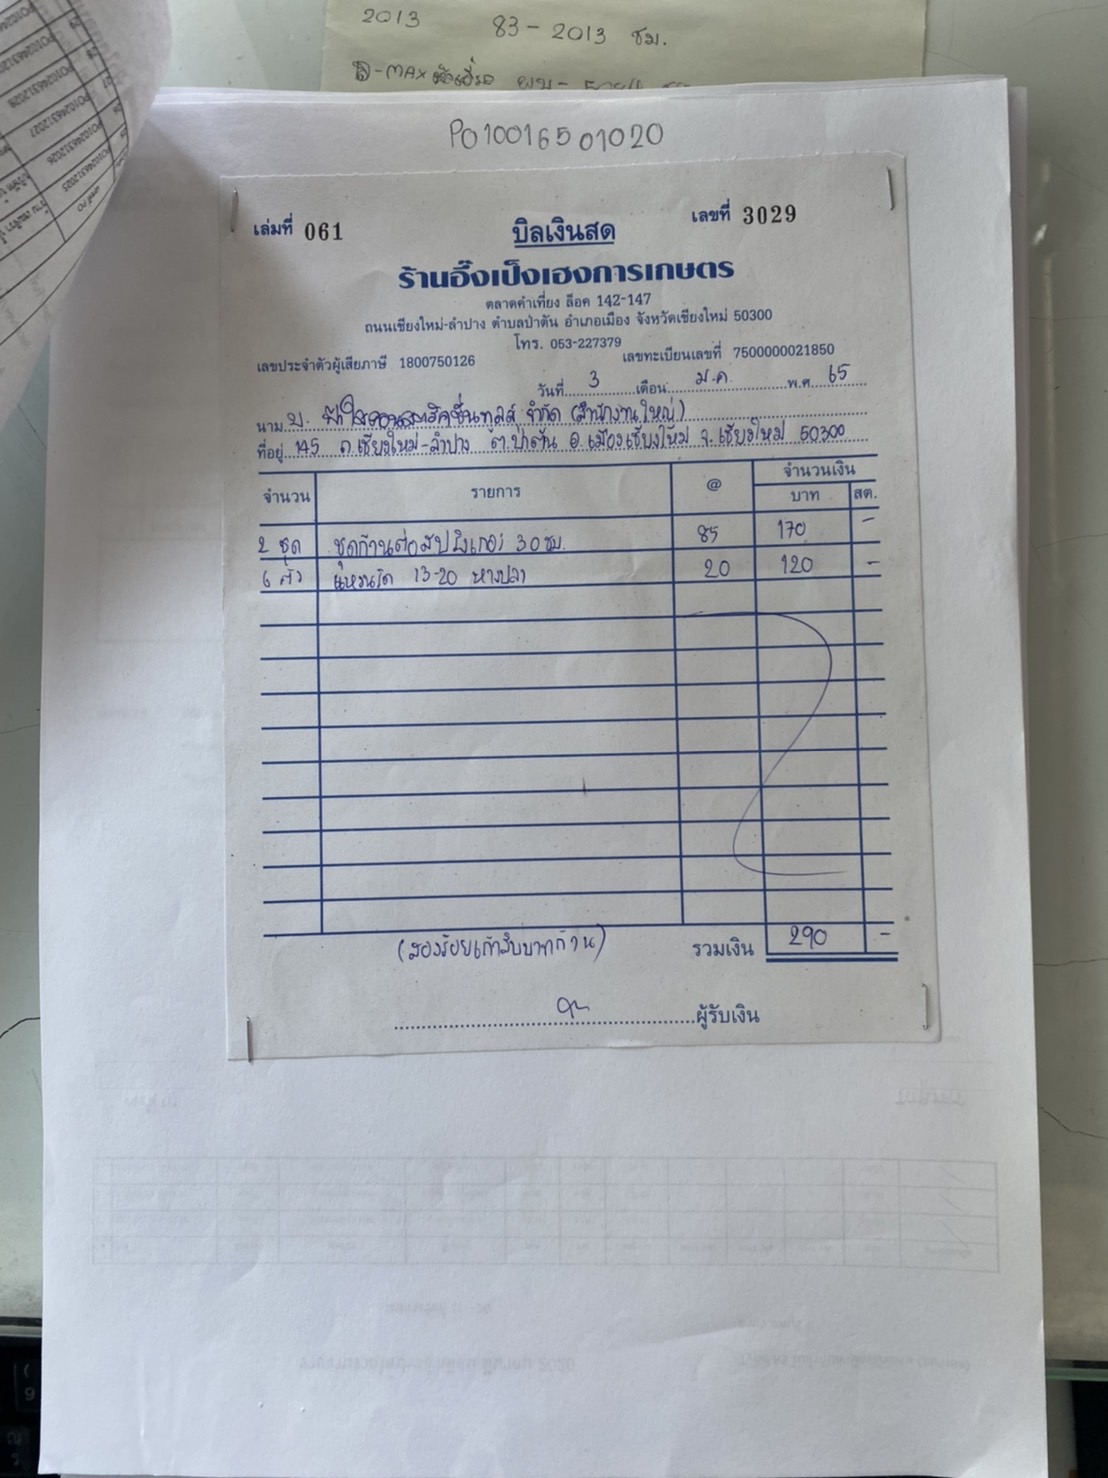 2013 83-2013 ชม.
D-MAX
PO10016501020
เล่มที่ 061
บิลเงินสด
เลขที่ 3029
ร้านอึ๊งเป็งเฮงการเกษตร
ตลาดคำเที่ยง ล็อค 142-147
ถนนเชียงใหม่-ลำปาง ตำบลป่าตัน อำเภอเมือง จังหวัดเชียงใหม่ 50300
โทร. 053-227379
เลขประจำตัวผู้เสียภาษี 1800750126 เลขทะเบียนเลขที่ 7500000021850
วันที่ 3 เดือน ม.ค. พ.ศ. 65
นาม บ. จำกัด (สำนักงานใหญ่)
ที่อยู่ 145 ถ.เชียงใหม่-ลำปาง ต.ป่าตัน อ.เมืองเชียงใหม่ จ.เชียงใหม่ 50300
จำนวน รายการ @ จำนวนเงิน
บาท สต.
2 ชุด ชุดก้านต่อสปริงเกอร์ 30 ซม. 85 170 -
6 ตัว แหวนรัด 13-20 หางปลา 20 120 -
(สองร้อยเก้าสิบบาทถ้วน) รวมเงิน 290 -
ผู้รับเงิน